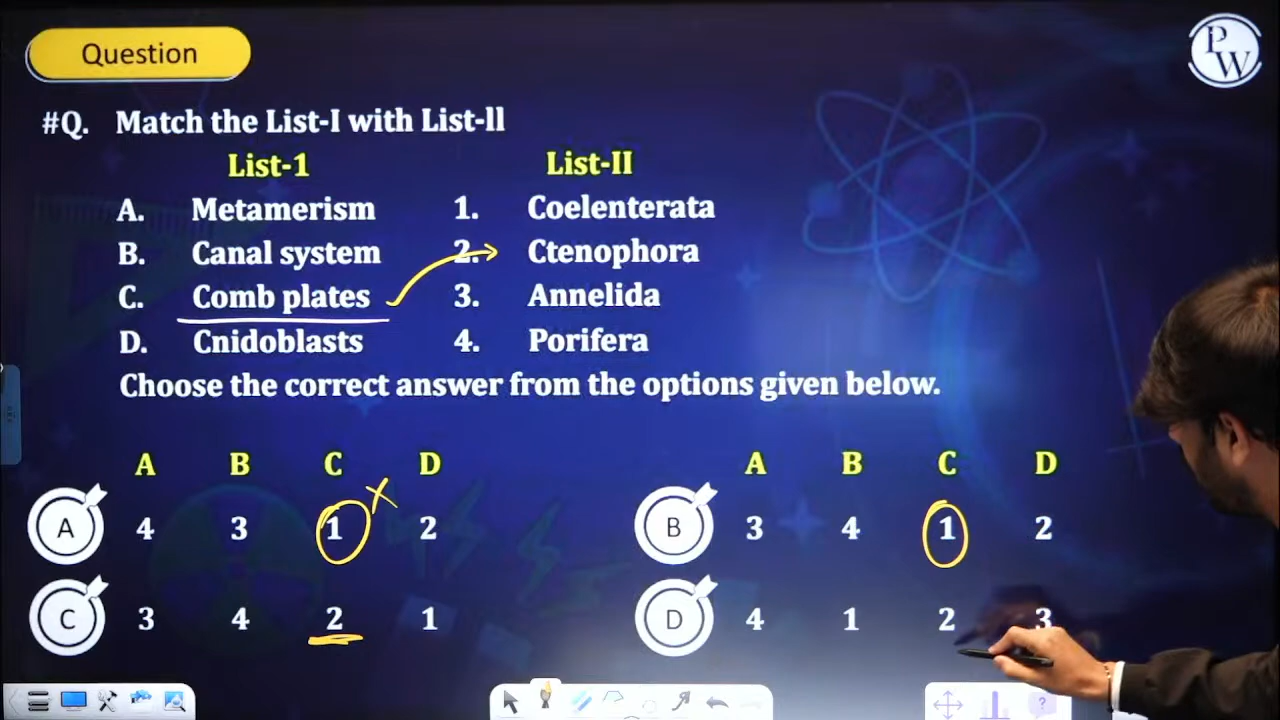 Question
PW
#Q. Match the List-I with List-ll
List-1 List-II
A. Metamerism 1. Coelenterata
B. Canal system 2. Ctenophora
C. Comb plates 3. Annelida
D. Cnidoblasts 4. Porifera
Choose the correct answer from the options given below.
A B C D A B C D
A 4 3 1 2 B 3 4 1 2
C 3 4 2 1 D 4 1 2 3